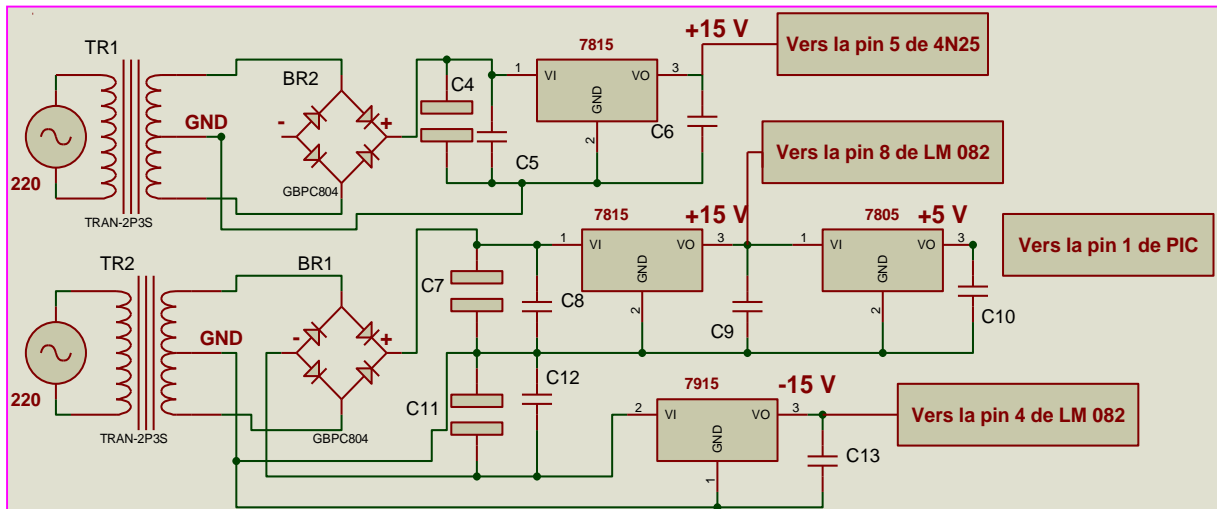 TR1
220
TRAN-2P3S
GND
BR2
-
+
GBPC804
C4
C5
7815
1
VI
VO
3
GND
2
C6
+15 V
Vers la pin 5 de 4N25
Vers la pin 8 de LM 082
TR2
220
TRAN-2P3S
GND
BR1
-
+
GBPC804
C7
C8
7815
1
VI
VO
3
GND
2
+15 V
C9
7805
1
VI
VO
3
GND
2
+5 V
C10
Vers la pin 1 de PIC
C11
C12
7915
2
VI
VO
3
GND
1
-15 V
C13
Vers la pin 4 de LM 082